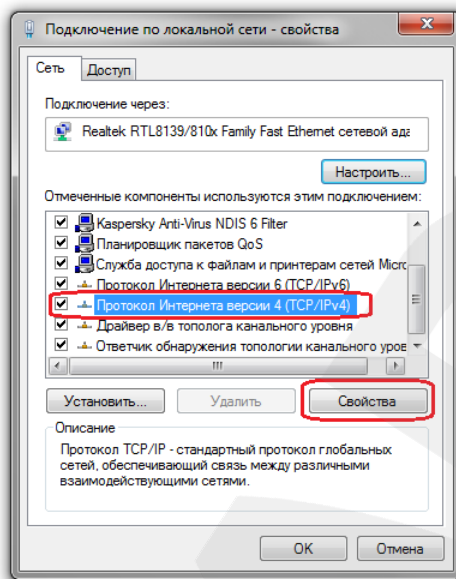 Подключение по локальной сети - свойства
Сеть
Доступ
Подключение через:
Realtek RTL8139/810x Family Fast Ethernet сетевой ада
Настроить...
Отмеченные компоненты используются этим подключением:
Kaspersky Anti-Virus NDIS 6 Filter
Планировщик пакетов QoS
Служба доступа к файлам и принтерам сетей Micro
Протокол Интернета версии 6 (TCP/IPv6)
Протокол Интернета версии 4 (TCP/IPv4)
Драйвер в/в тополога канального уровня
Ответчик обнаружения топологии канального уров
Установить...
Удалить
Свойства
Описание
Протокол TCP/IP - стандартный протокол глобальных
сетей, обеспечивающий связь между различными
взаимодействующими сетями.
OK
Отмена